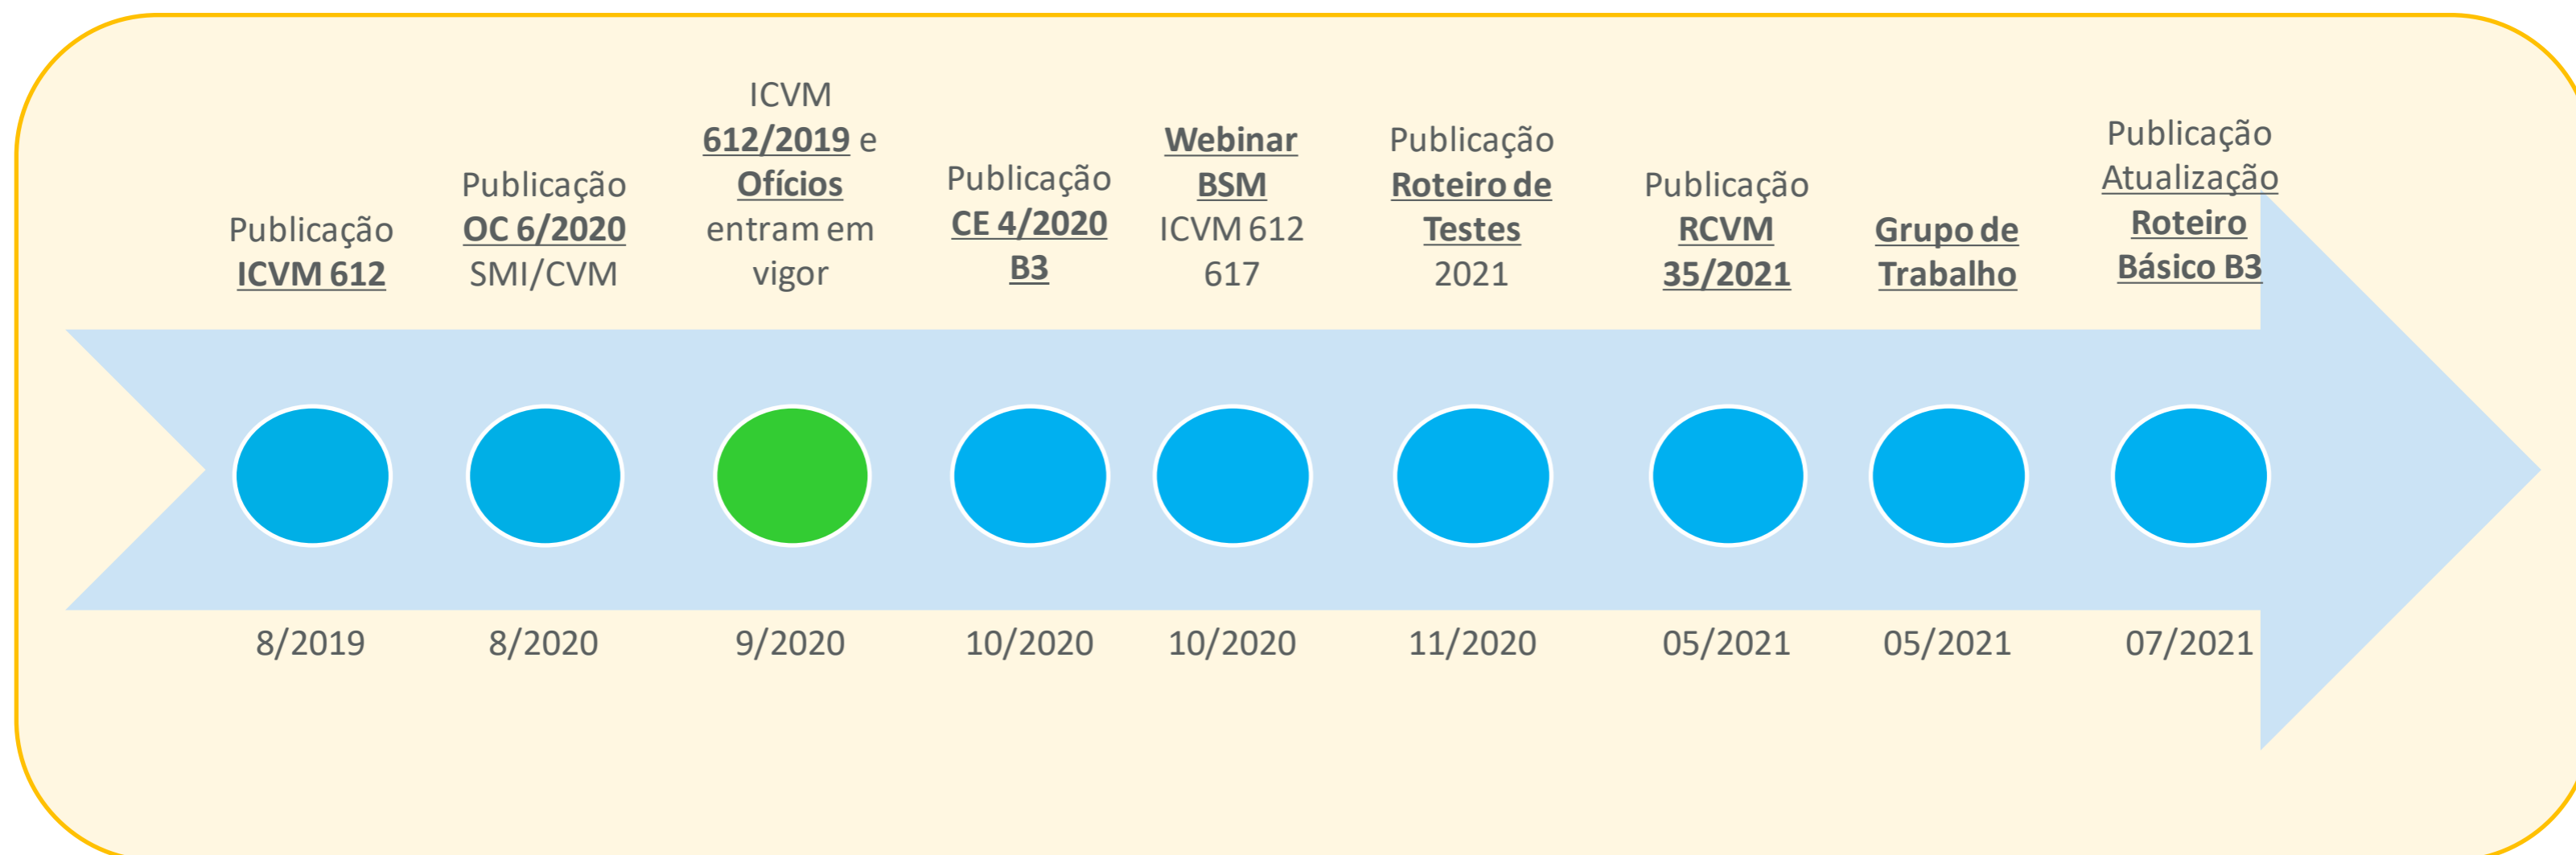 Publicação
ICVM 612
Publicação
OC 6/2020
SMI/CVM
ICVM
612/2019 e
Ofícios
entram em
vigor
Publicação
CE 4/2020
B3
Webinar
BSM
ICVM 612
617
Publicação
Roteiro de
Testes
2021
Publicação
RCVM
35/2021
Grupo de
Trabalho
Publicação
Atualização
Roteiro
Básico B3
8/2019
8/2020
9/2020
10/2020
10/2020
11/2020
05/2021
05/2021
07/2021